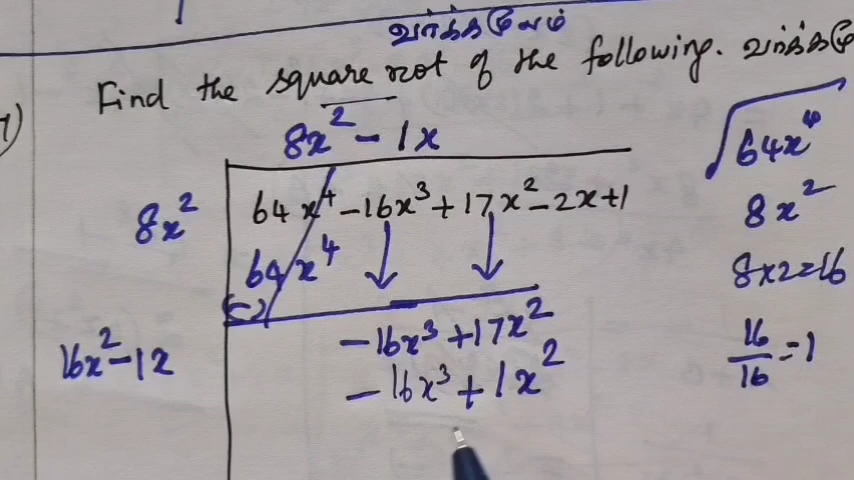 வர்க்கமூலம்
1) Find the square root of the following. வர்க்கமூ
8x² - 1x
8x² 64x⁴ - 16x³ + 17x² - 2x + 1
64x⁴
(-)
-16x³ + 17x²
16x² - 1x -16x³ + 1x²
√64x⁴
8x²
8×2=16
16/16 = 1